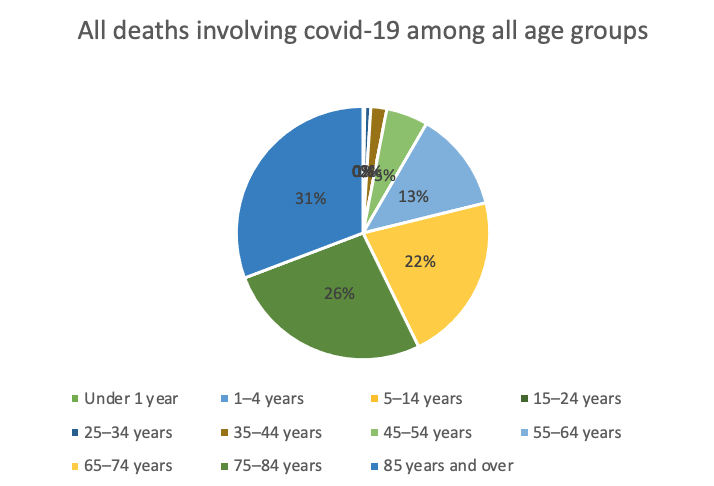 All deaths involving covid-19 among all age groups
5%
13%
31%
22%
26%
Under 1 year
1–4 years
5–14 years
15–24 years
25–34 years
35–44 years
45–54 years
55–64 years
65–74 years
75–84 years
85 years and over